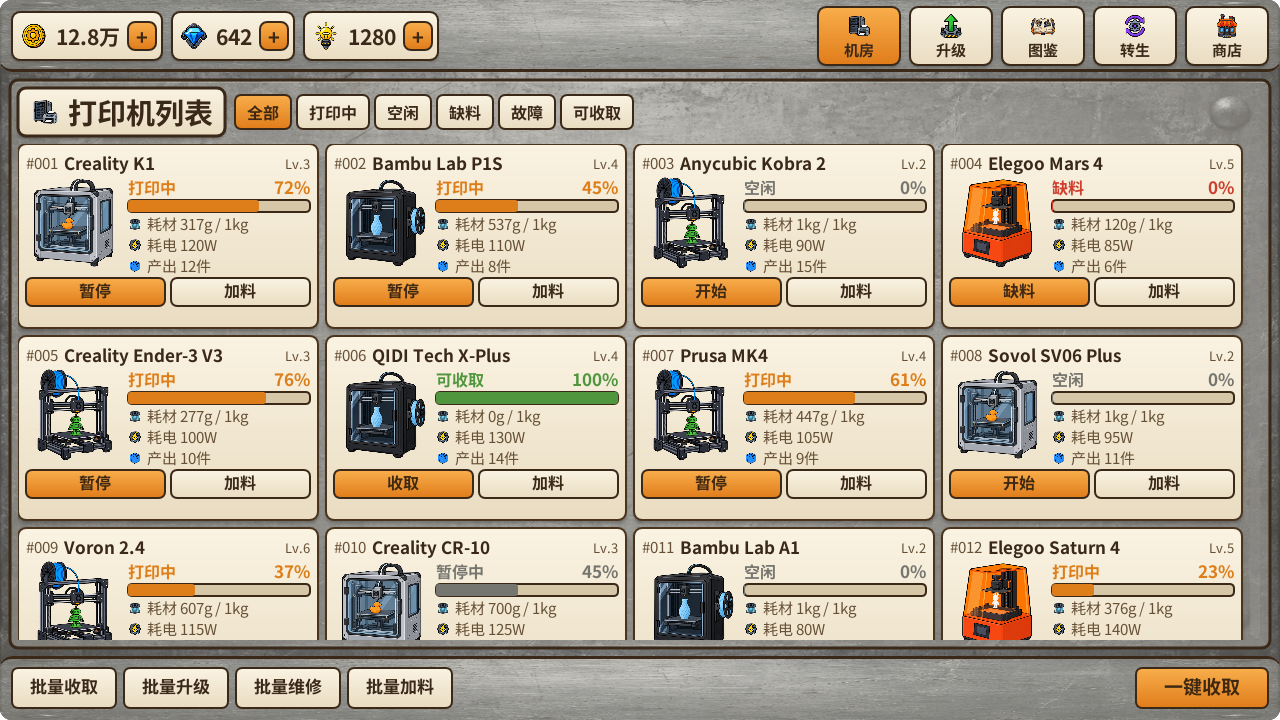 12.8万 +
642 +
1280 +
机房
升级
图鉴
转生
商店
打印机列表
全部
打印中
空闲
缺料
故障
可收取
#001 Creality K1 Lv.3
打印中 72%
耗材 317g / 1kg
耗电 120W
产出 12件
暂停
加料
#002 Bambu Lab P1S Lv.4
打印中 45%
耗材 537g / 1kg
耗电 110W
产出 8件
暂停
加料
#003 Anycubic Kobra 2 Lv.2
空闲 0%
耗材 1kg / 1kg
耗电 90W
产出 15件
开始
加料
#004 Elegoo Mars 4 Lv.5
缺料 0%
耗材 120g / 1kg
耗电 85W
产出 6件
缺料
加料
#005 Creality Ender-3 V3 Lv.3
打印中 76%
耗材 277g / 1kg
耗电 100W
产出 10件
暂停
加料
#006 QIDI Tech X-Plus Lv.4
可收取 100%
耗材 0g / 1kg
耗电 130W
产出 14件
收取
加料
#007 Prusa MK4 Lv.4
打印中 61%
耗材 447g / 1kg
耗电 105W
产出 9件
暂停
加料
#008 Sovol SV06 Plus Lv.2
空闲 0%
耗材 1kg / 1kg
耗电 95W
产出 11件
开始
加料
#009 Voron 2.4 Lv.6
打印中 37%
耗材 607g / 1kg
耗电 115W
#010 Creality CR-10 Lv.3
暂停中 45%
耗材 700g / 1kg
耗电 125W
#011 Bambu Lab A1 Lv.2
空闲 0%
耗材 1kg / 1kg
耗电 80W
#012 Elegoo Saturn 4 Lv.5
打印中 23%
耗材 376g / 1kg
耗电 140W
批量收取
批量升级
批量维修
批量加料
一键收取